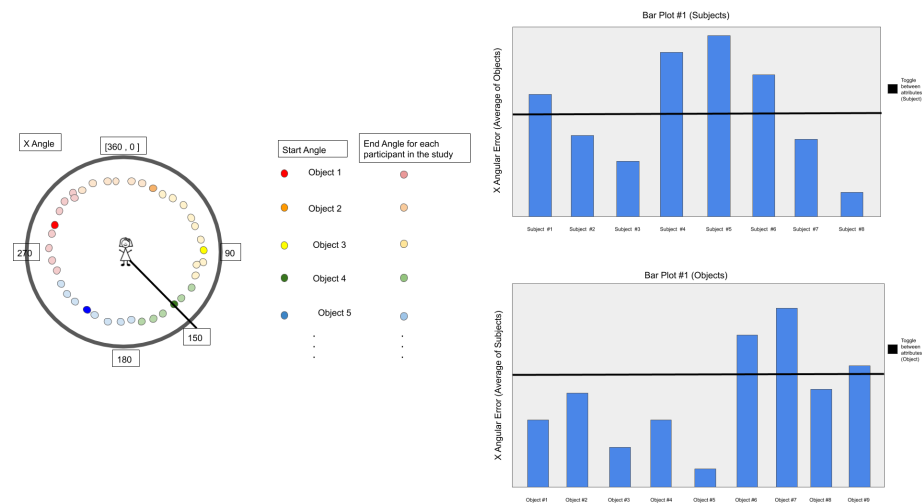 X Angle
[360 , 0 ]
270
90
150
180
Start Angle
End Angle for each
participant in the study
Object 1
Object 2
Object 3
Object 4
Object 5
.
.
.
.
.
.
Bar Plot #1 (Subjects)
X Angular Error (Average of Objects)
Subject #1
Subject #2
Subject #3
Subject #4
Subject #5
Subject #6
Subject #7
Subject #8
Toggle
between
attributes
(Subject)
Bar Plot #1 (Objects)
X Angular Error (Average of Subjects)
Object #1
Object #2
Object #3
Object #4
Object #5
Object #6
Object #7
Object #8
Object #9
Toggle
between
attributes
(Object)